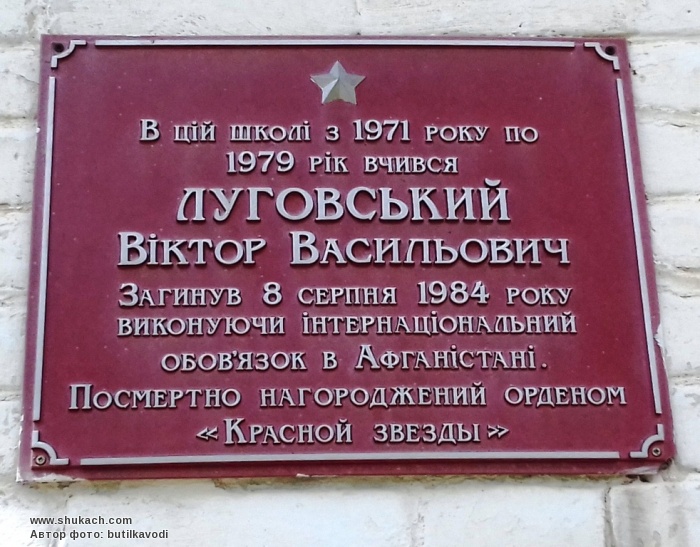 В цій школі з 1971 року по
1979 рік вчився
ЛУГОВСЬКИЙ
Віктор Васильович
Загинув 8 серпня 1984 року
виконуючи інтернаціональний
обов'язок в Афганістані.
Посмертно нагороджений орденом
«Красной звезды»
www.shukach.com
Автор фото: butilkavodi